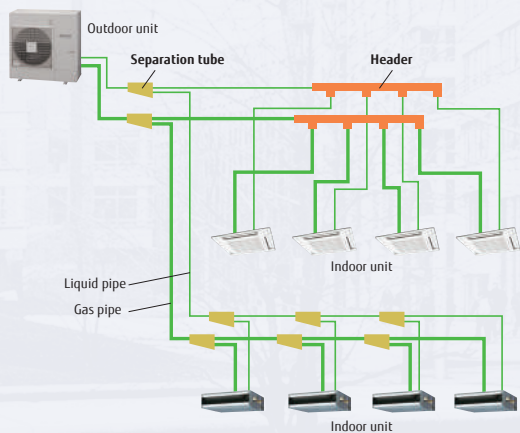 Outdoor unit
Separation tube
Header
Indoor unit
Liquid pipe
Gas pipe
Indoor unit